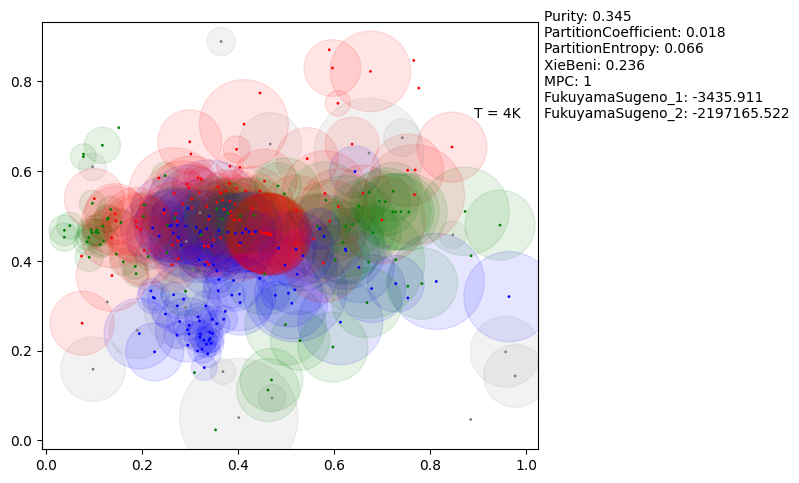 Purity: 0.345
PartitionCoefficient: 0.018
PartitionEntropy: 0.066
XieBeni: 0.236
MPC: 1
FukuyamaSugeno_1: -3435.911
FukuyamaSugeno_2: -2197165.522
T = 4K
0.8
0.6
0.4
0.2
0.0
0.0 0.2 0.4 0.6 0.8 1.0